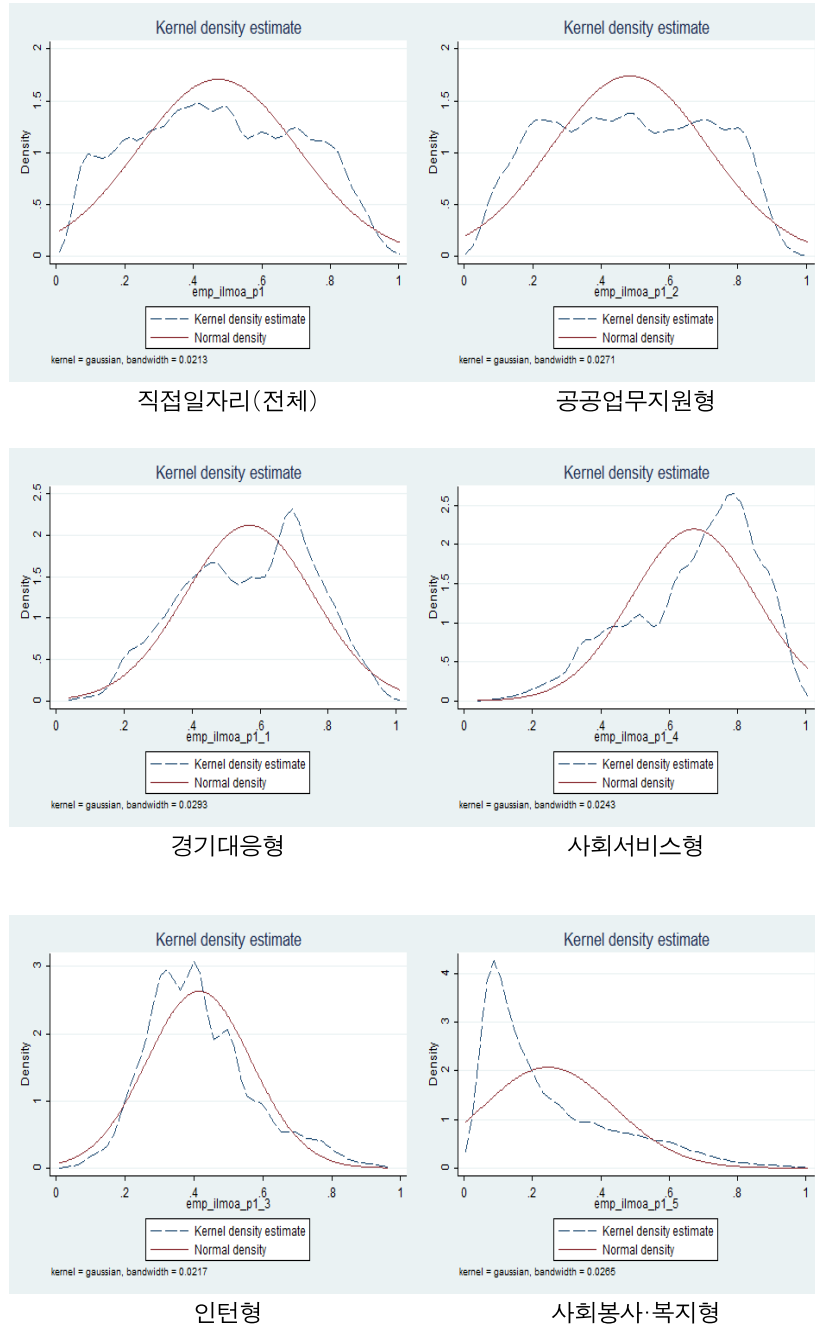 Kernel density estimate
2
1.5
1
.5
0
Density
0 .2 .4 .6 .8 1
emp_ilmoa_p1
Kernel density estimate
Normal density
kernel = gaussian, bandwidth = 0.0213
직접일자리(전체)
Kernel density estimate
2
1.5
1
.5
0
Density
0 .2 .4 .6 .8 1
emp_ilmoa_p1_2
Kernel density estimate
Normal density
kernel = gaussian, bandwidth = 0.0271
공공업무지원형
Kernel density estimate
2.5
2
1.5
1
.5
0
Density
0 .2 .4 .6 .8 1
emp_ilmoa_p1_1
Kernel density estimate
Normal density
kernel = gaussian, bandwidth = 0.0293
경기대응형
Kernel density estimate
2.5
2
1.5
1
.5
0
Density
0 .2 .4 .6 .8 1
emp_ilmoa_p1_4
Kernel density estimate
Normal density
kernel = gaussian, bandwidth = 0.0243
사회서비스형
Kernel density estimate
3
2
1
0
Density
0 .2 .4 .6 .8 1
emp_ilmoa_p1_3
Kernel density estimate
Normal density
kernel = gaussian, bandwidth = 0.0217
인턴형
Kernel density estimate
4
3
2
1
0
Density
0 .2 .4 .6 .8 1
emp_ilmoa_p1_5
Kernel density estimate
Normal density
kernel = gaussian, bandwidth = 0.0265
사회봉사·복지형